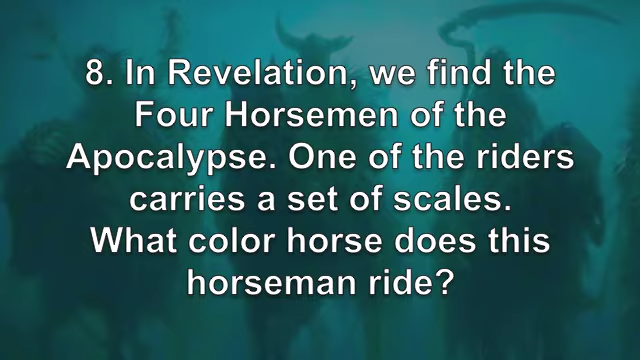 8. In Revelation, we find the
Four Horsemen of the
Apocalypse. One of the riders
carries a set of scales.
What color horse does this
horseman ride?